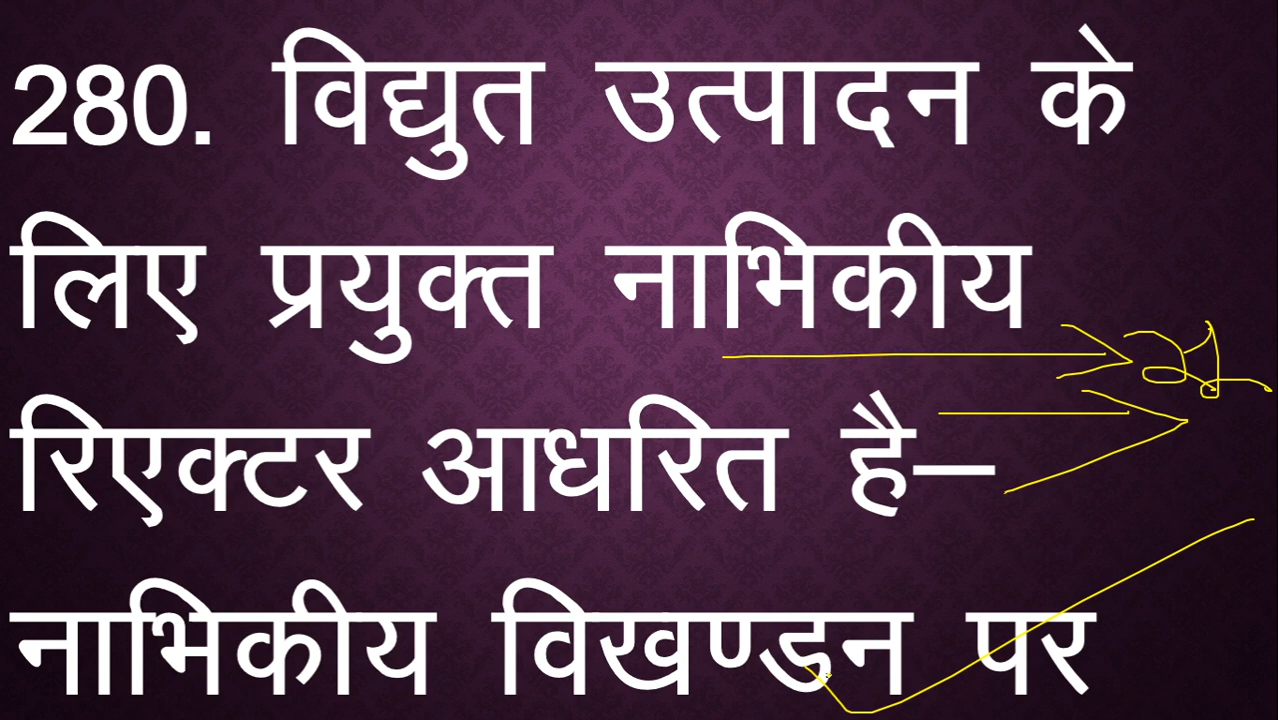 280. विद्युत उत्पादन के
लिए प्रयुक्त नाभिकीय
रिएक्टर आधरित है–
नाभिकीय विखण्डन पर